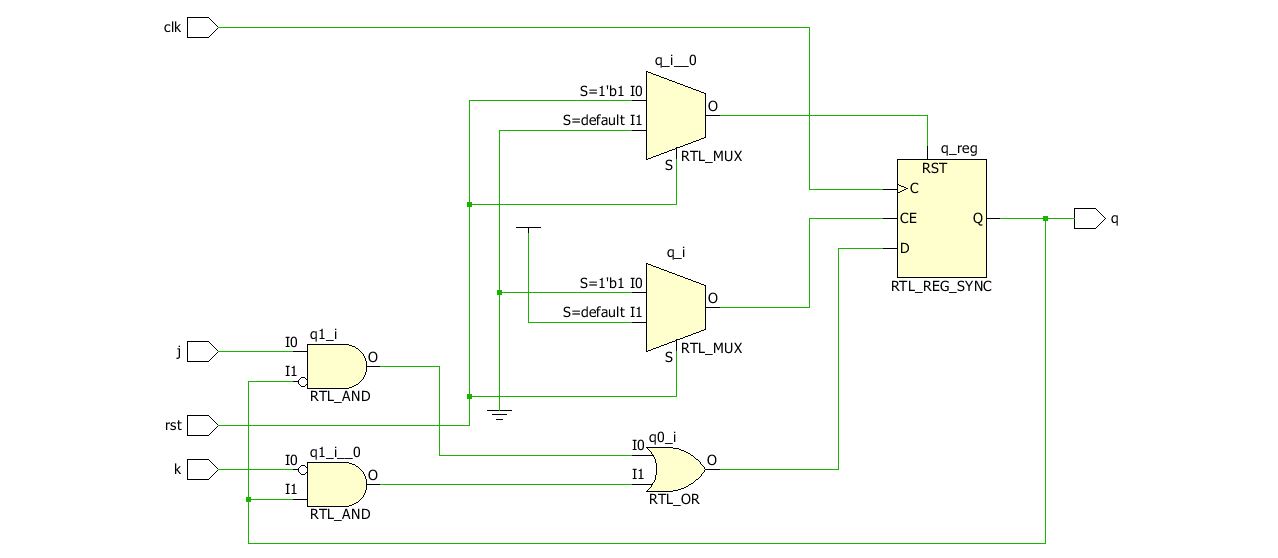 clk
q_i__0
S=1'b1 I0
O
S=default I1
RTL_MUX
S
q_reg
RST
C
CE
Q
q
D
RTL_REG_SYNC
q_i
S=1'b1 I0
O
S=default I1
RTL_MUX
S
q1_i
j
I0
O
I1
RTL_AND
rst
q1_i__0
k
I0
O
I1
RTL_AND
q0_i
I0
O
I1
RTL_OR